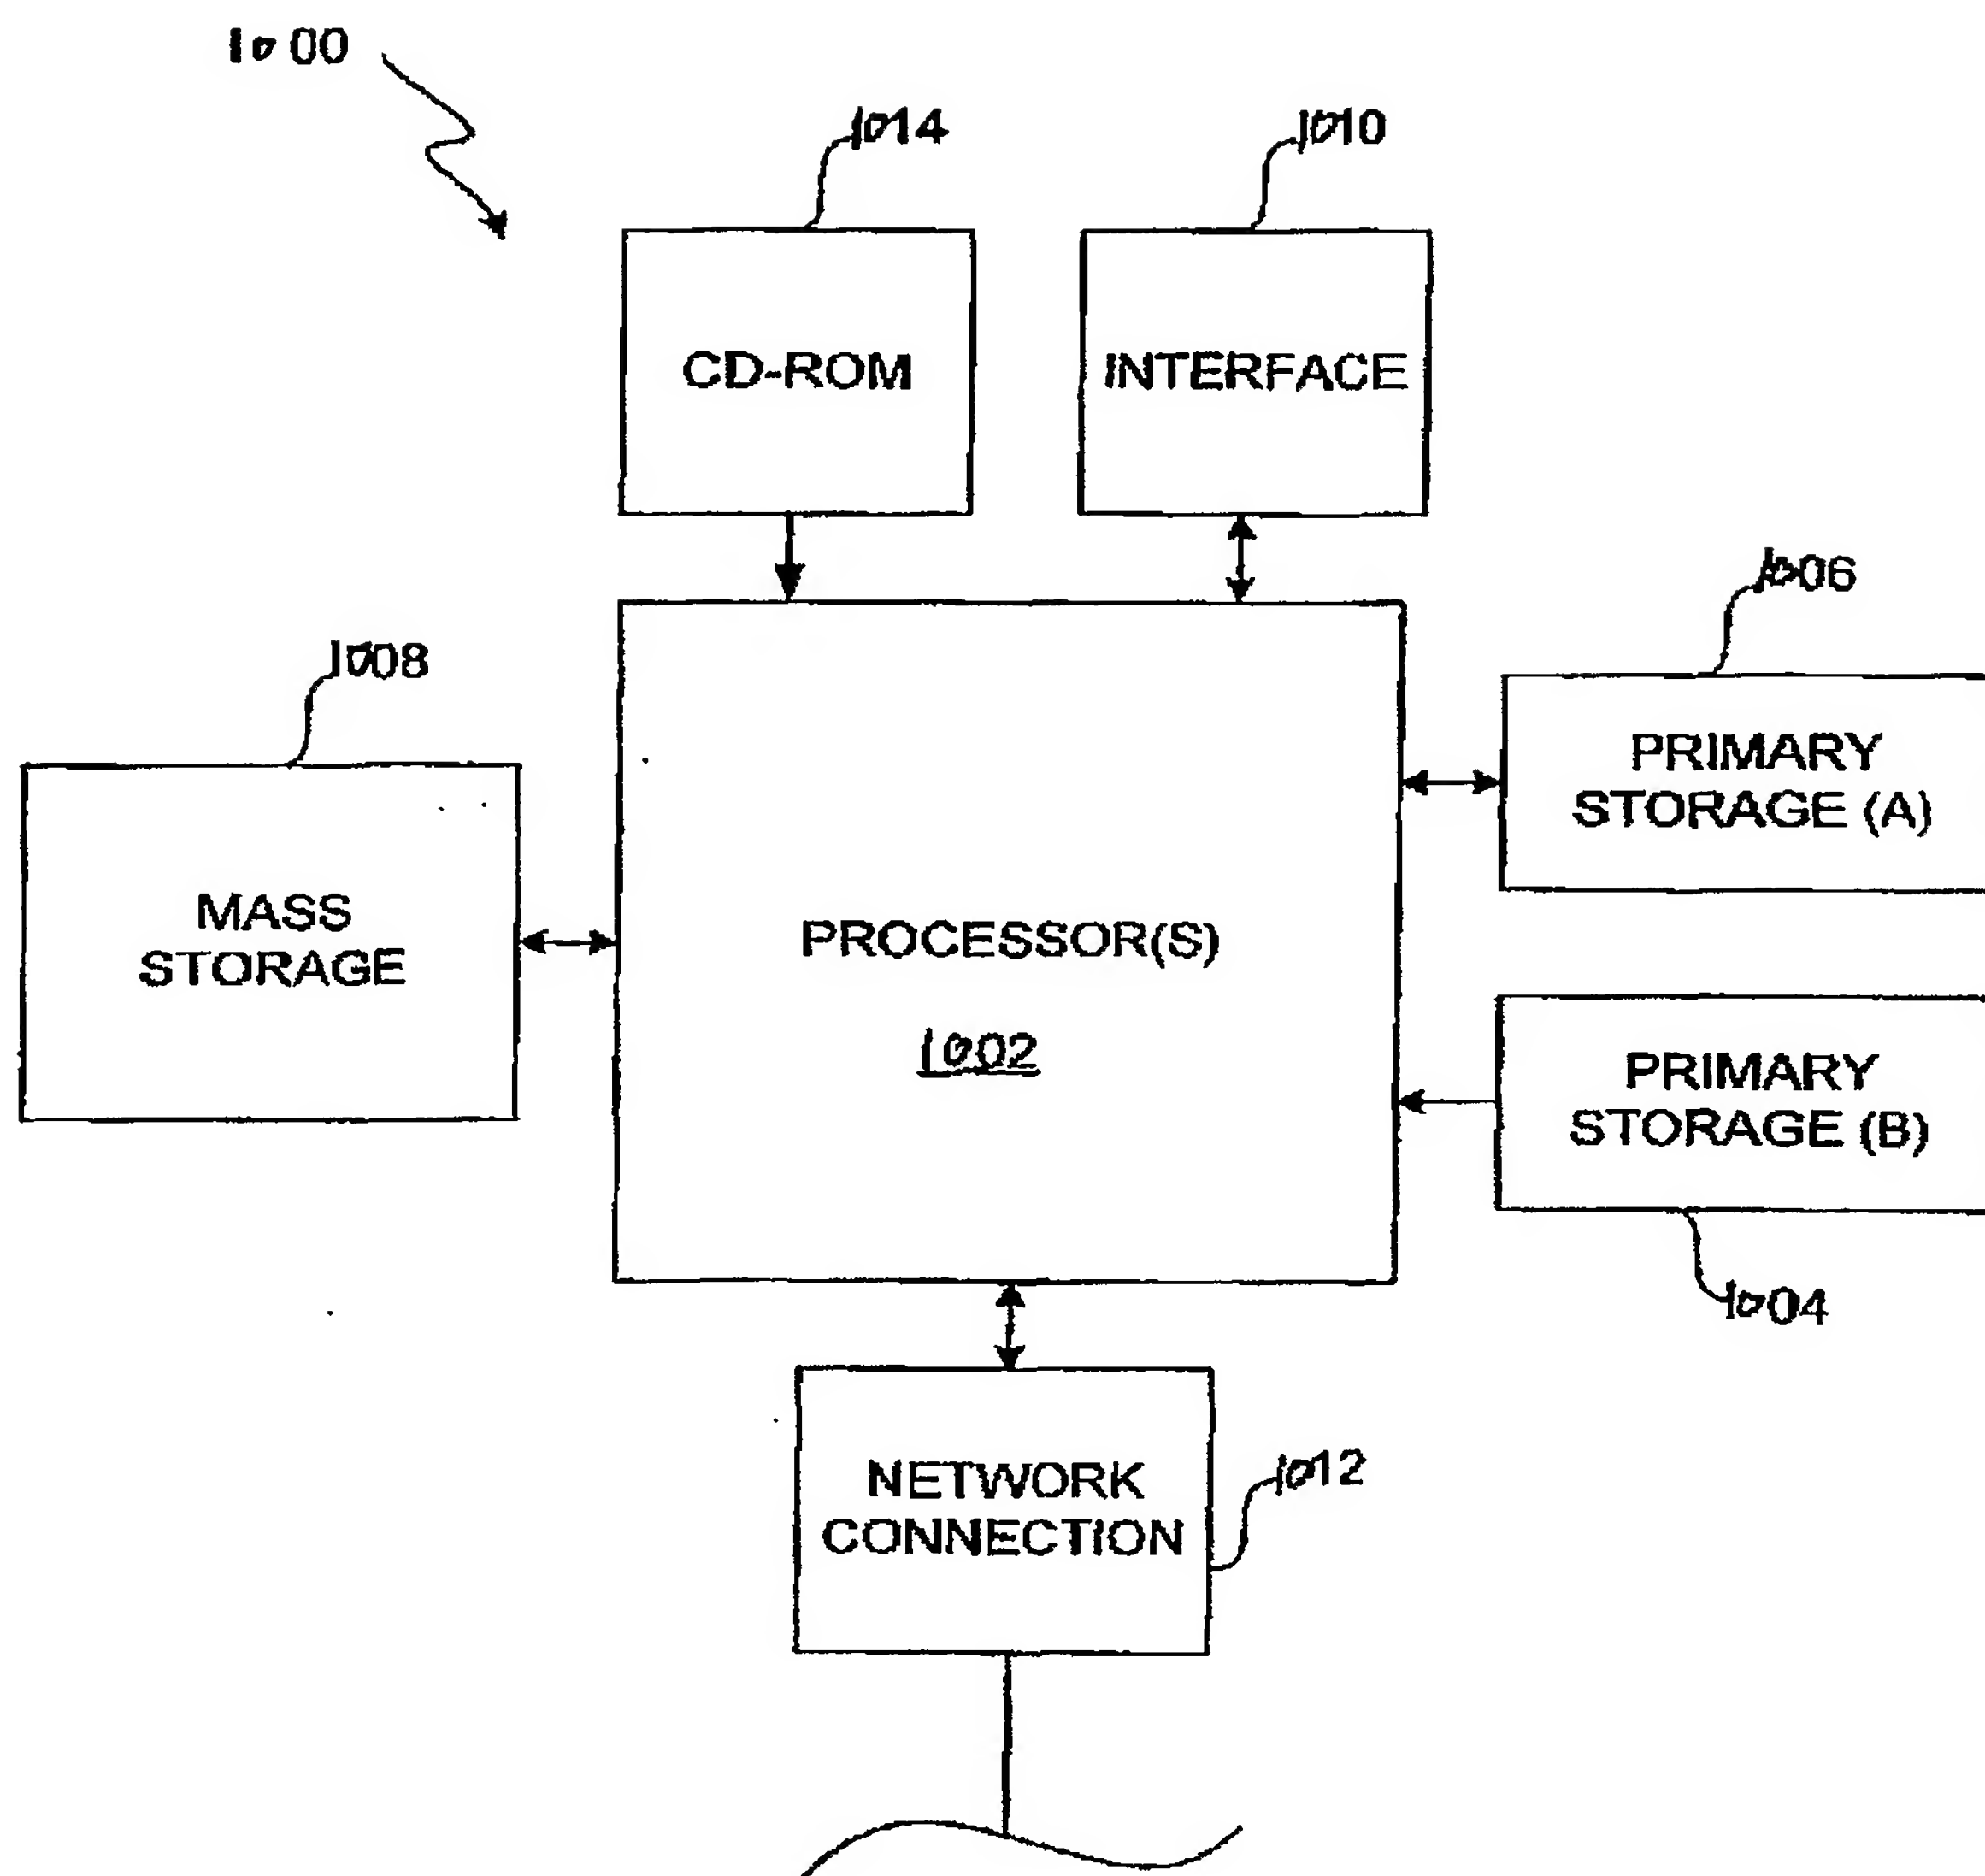 1000
1014
1010
CD-ROM
INTERFACE
1006
1008
PRIMARY
STORAGE (A)
MASS
STORAGE
PROCESSOR(S)
1002
PRIMARY
STORAGE (B)
1004
NETWORK
CONNECTION
1012